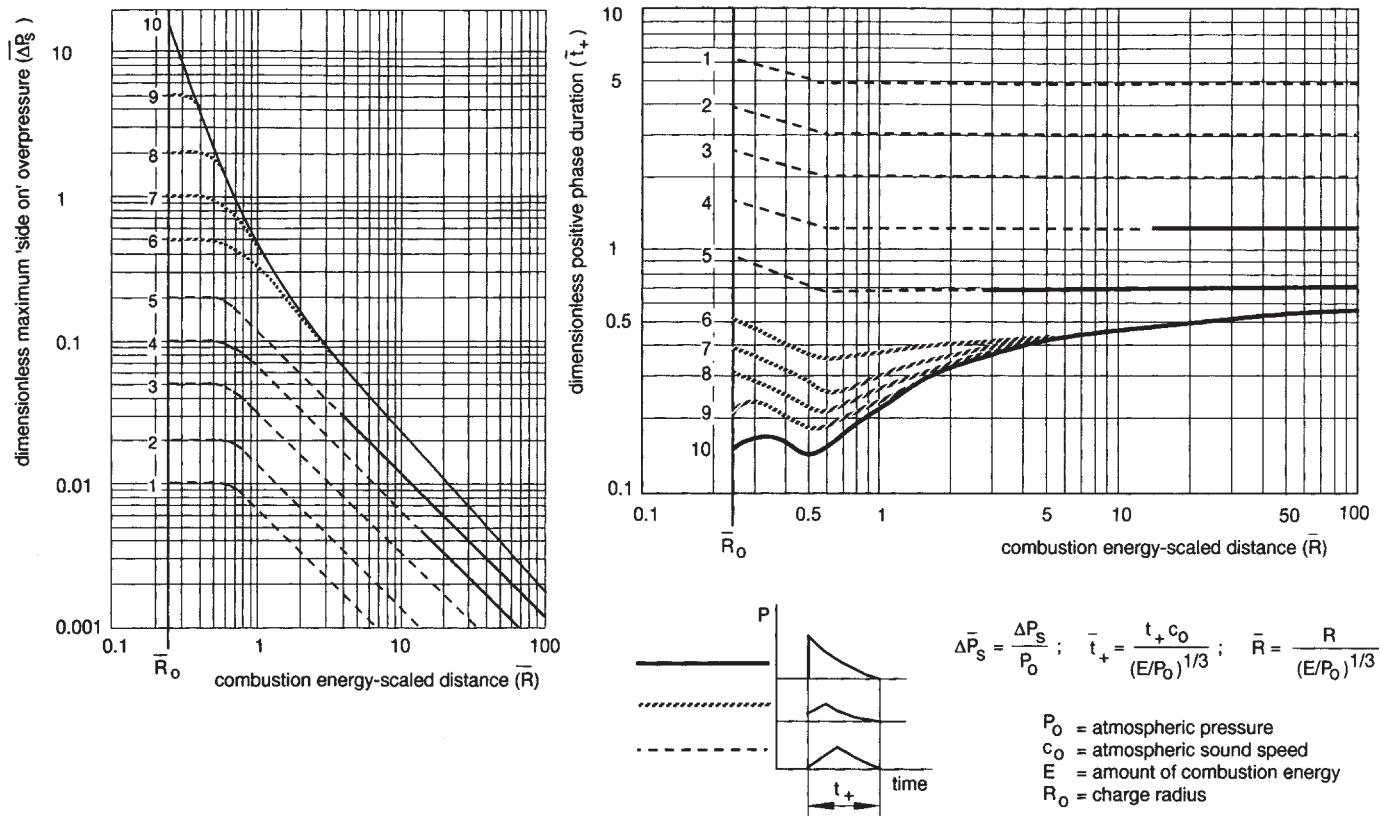 dimensionless maximum 'side on' overpressure (ΔP̄s)
10
1
0.1
0.01
0.001
10
9
8
7
6
5
4
3
2
1
0.1
1
10
100
R̄o
R̄
combustion energy-scaled distance (R̄)
dimensionless positive phase duration (t̄+)
10
5
1
0.5
0.1
1
2
3
4
5
6
7
8
9
10
0.1
0.5
1
5
10
50
100
R̄o
combustion energy-scaled distance (R̄)
P
time
t+
ΔP̄s = ΔPs / Po ; t̄+ = t+ co / (E/Po)^1/3 ; R̄ = R / (E/Po)^1/3
Po = atmospheric pressure
co = atmospheric sound speed
E = amount of combustion energy
Ro = charge radius